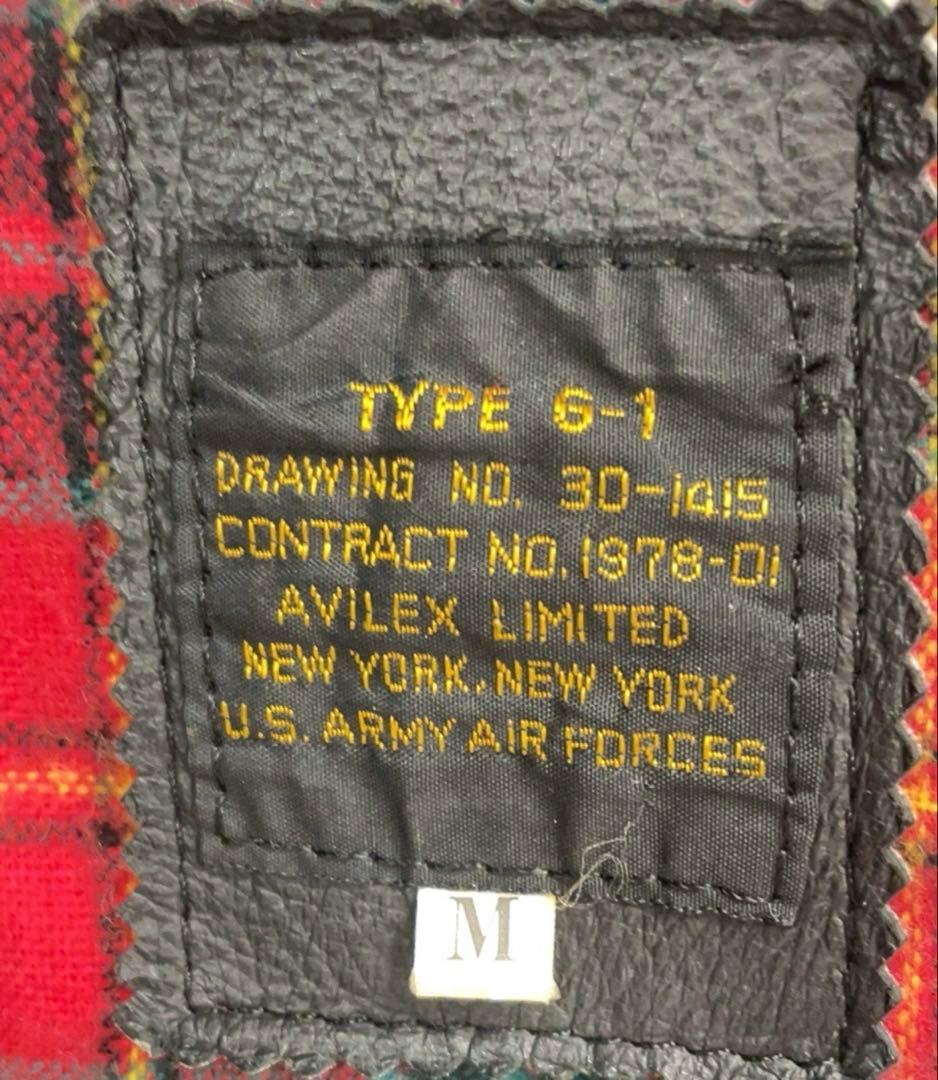 TYPE G-1
DRAWING NO. 30-1415
CONTRACT NO.1978-01
AVILEX LIMITED
NEW YORK, NEW YORK
U.S. ARMY AIR FORCES
M